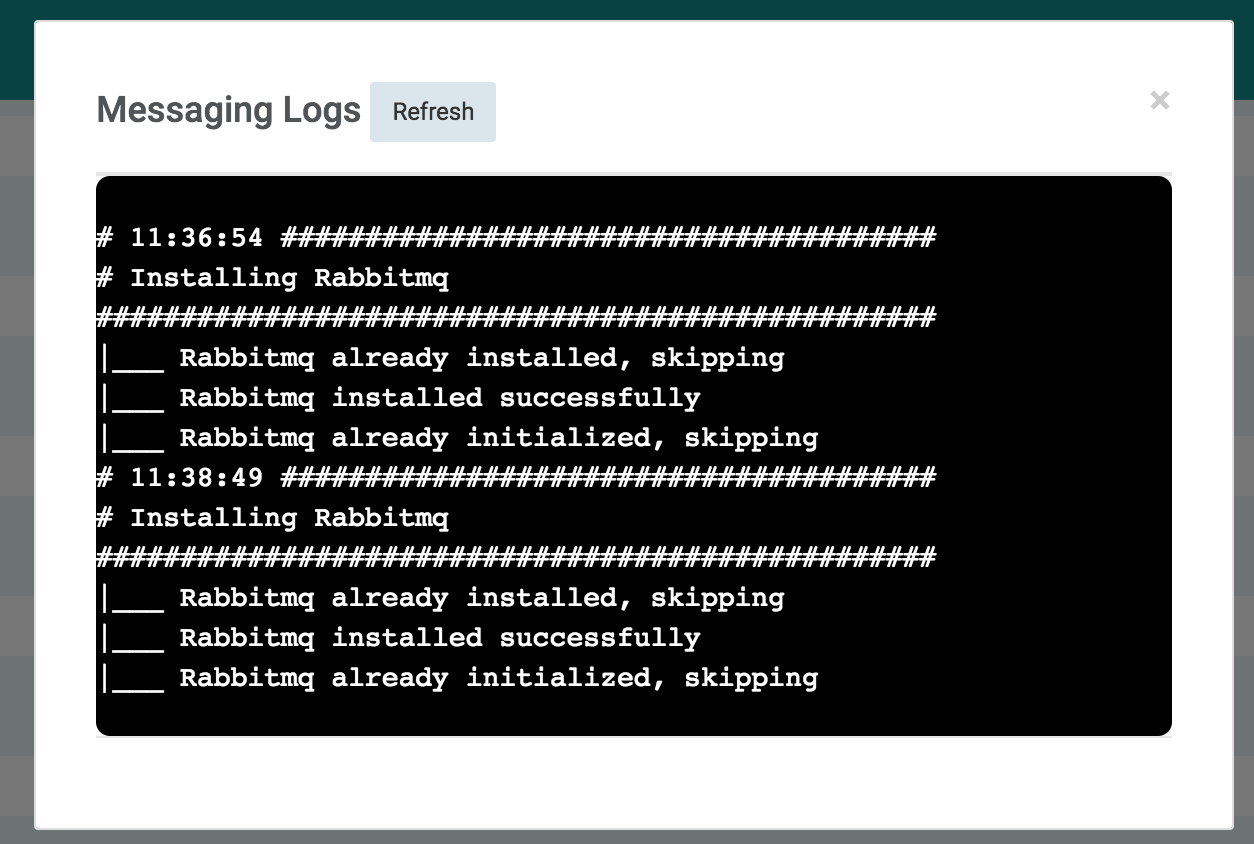 Messaging Logs Refresh ×
# 11:36:54 #######################################
# Installing Rabbitmq
##################################################
|___ Rabbitmq already installed, skipping
|___ Rabbitmq installed successfully
|___ Rabbitmq already initialized, skipping
# 11:38:49 #######################################
# Installing Rabbitmq
##################################################
|___ Rabbitmq already installed, skipping
|___ Rabbitmq installed successfully
|___ Rabbitmq already initialized, skipping